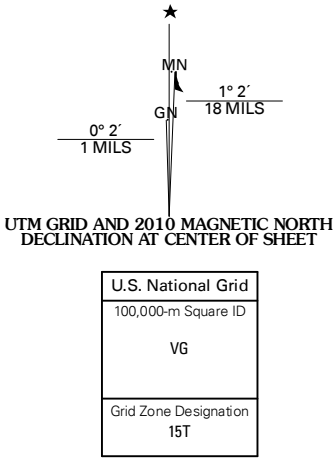 ★
MN
1° 2´
18 MILS
GN
0° 2´
1 MILS
UTM GRID AND 2010 MAGNETIC NORTH
DECLINATION AT CENTER OF SHEET
U.S. National Grid
100,000-m Square ID
VG
Grid Zone Designation
15T